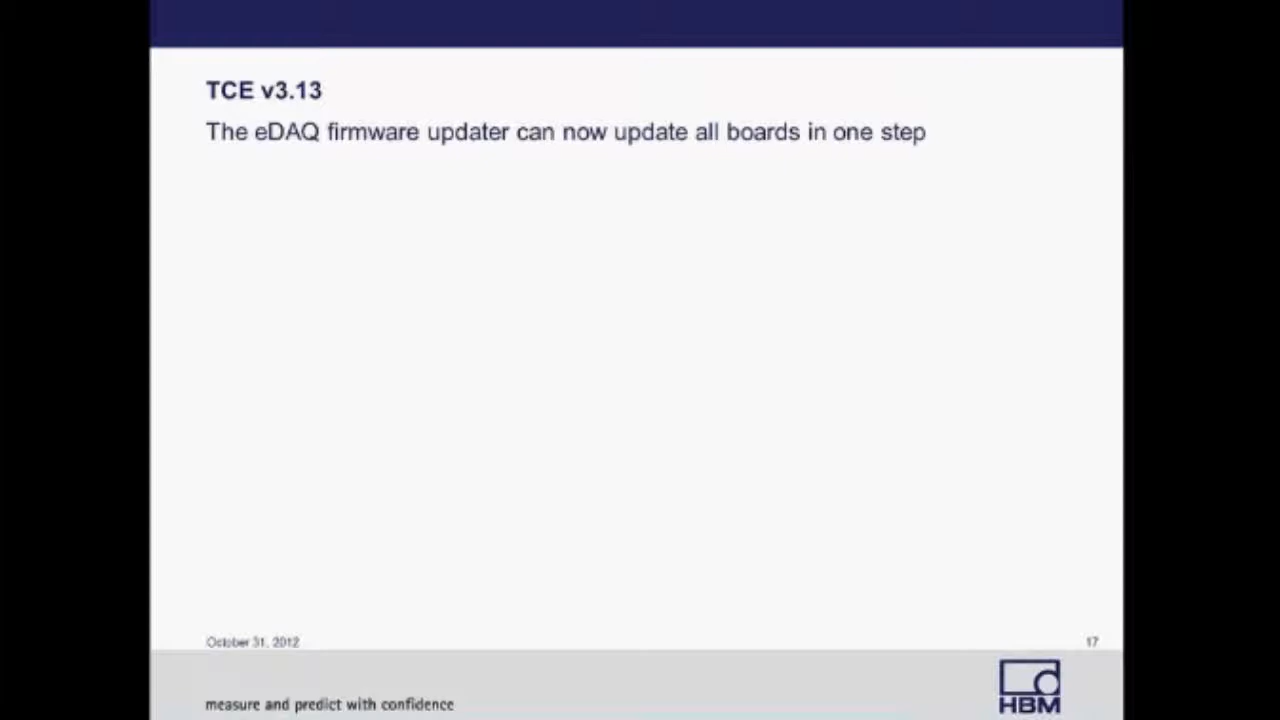 TCE v3.13
The eDAQ firmware updater can now update all boards in one step
October 31, 2012
17
measure and predict with confidence
HBM